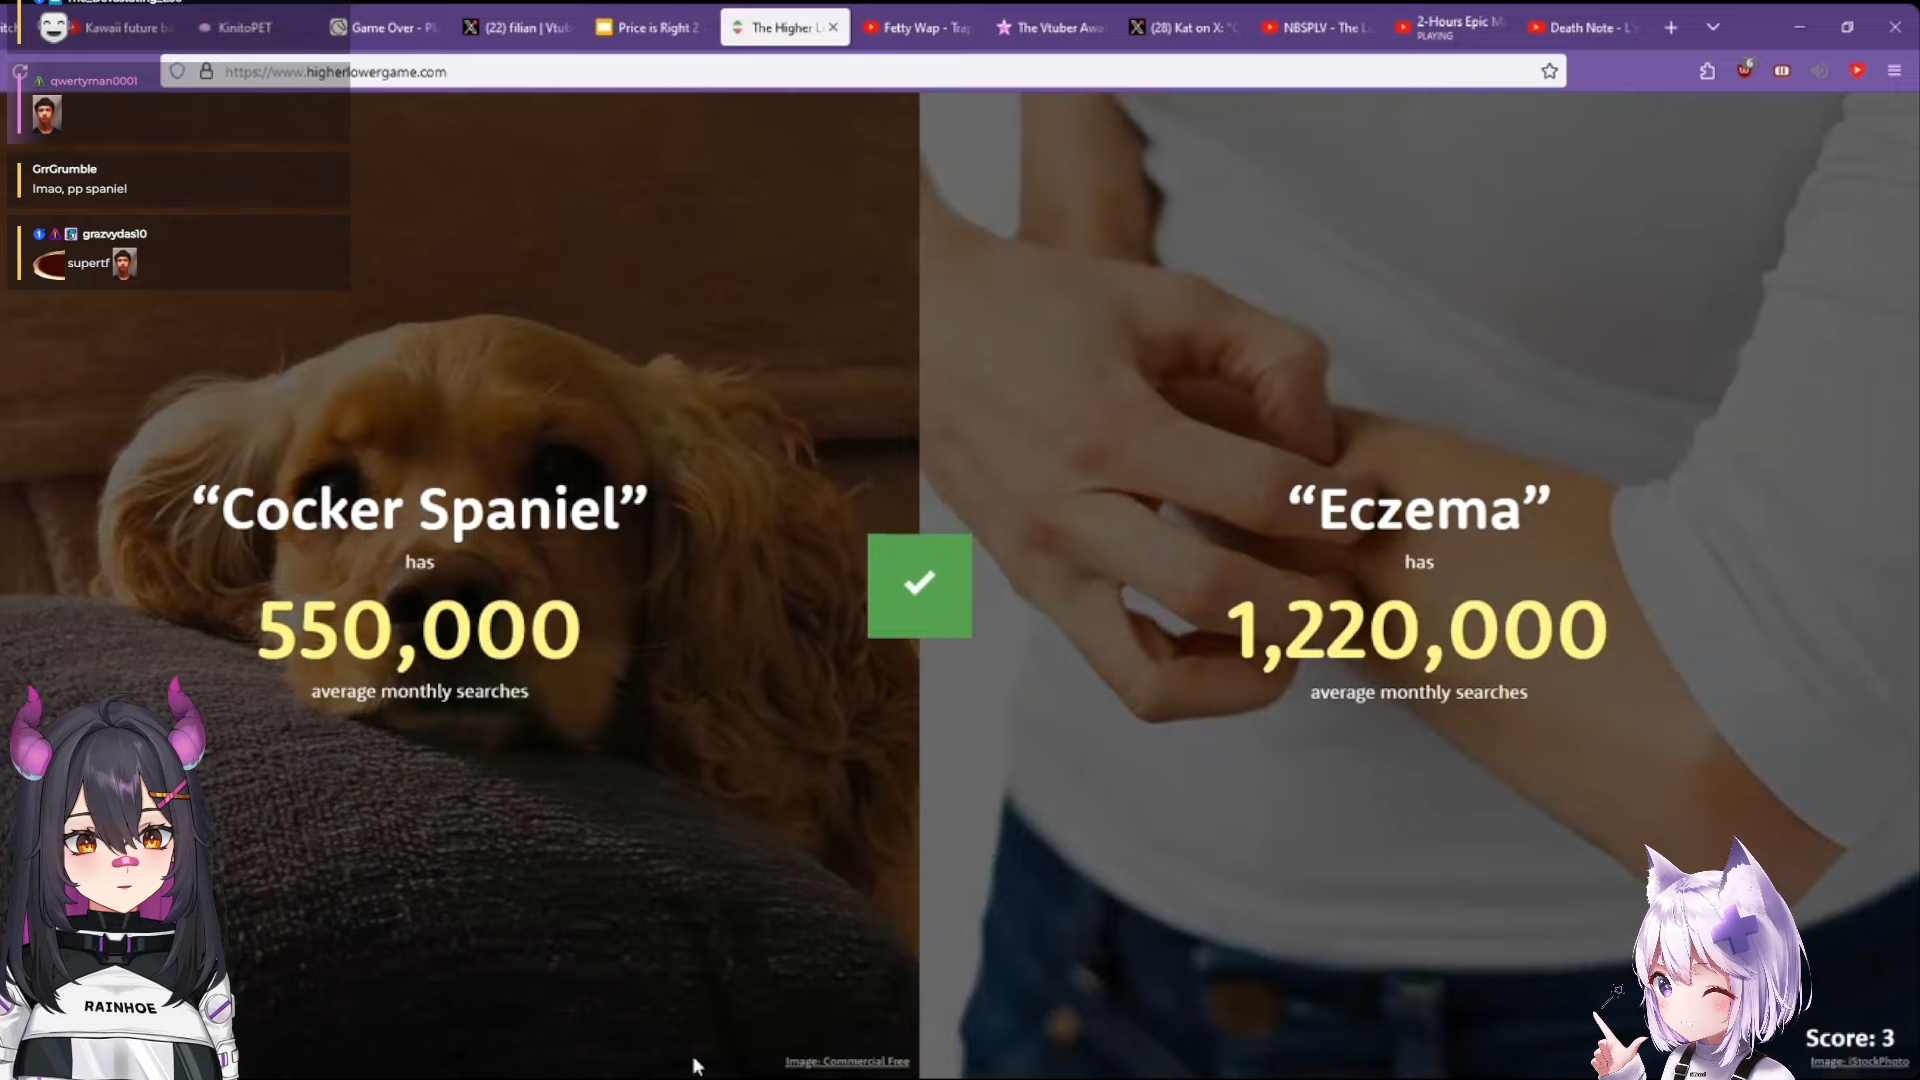 Kawaii future b
KinitoPET
Game Over - Pl
(22) filian | Vtub
Price is Right 2
The Higher L
Fetty Wap - Trap
The Vtuber Awa
(28) Kat on X: "
NBSPLV - The L
2-Hours Epic M
PLAYING
Death Note - L'
https://www.higherlowergame.com
qwertyman0001
GrrGrumble
lmao, pp spaniel
grazvydas10
supertf
“Cocker Spaniel”
has
550,000
average monthly searches
“Eczema”
has
1,220,000
average monthly searches
RAINHOE
Score: 3
Image: Commercial Free
Image: iStockPhoto